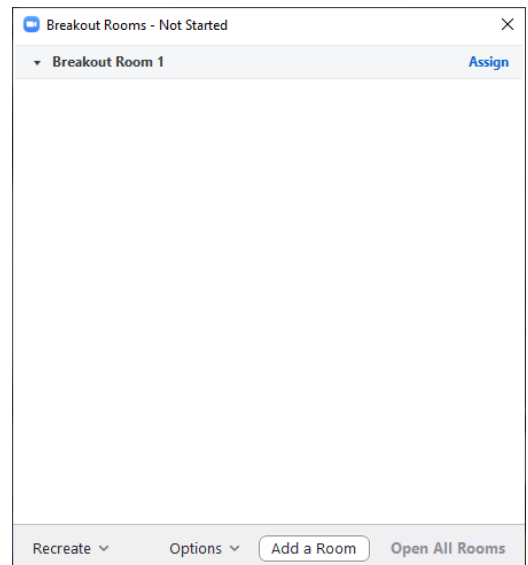 Breakout Rooms - Not Started
Breakout Room 1 Assign
Recreate Options Add a Room Open All Rooms